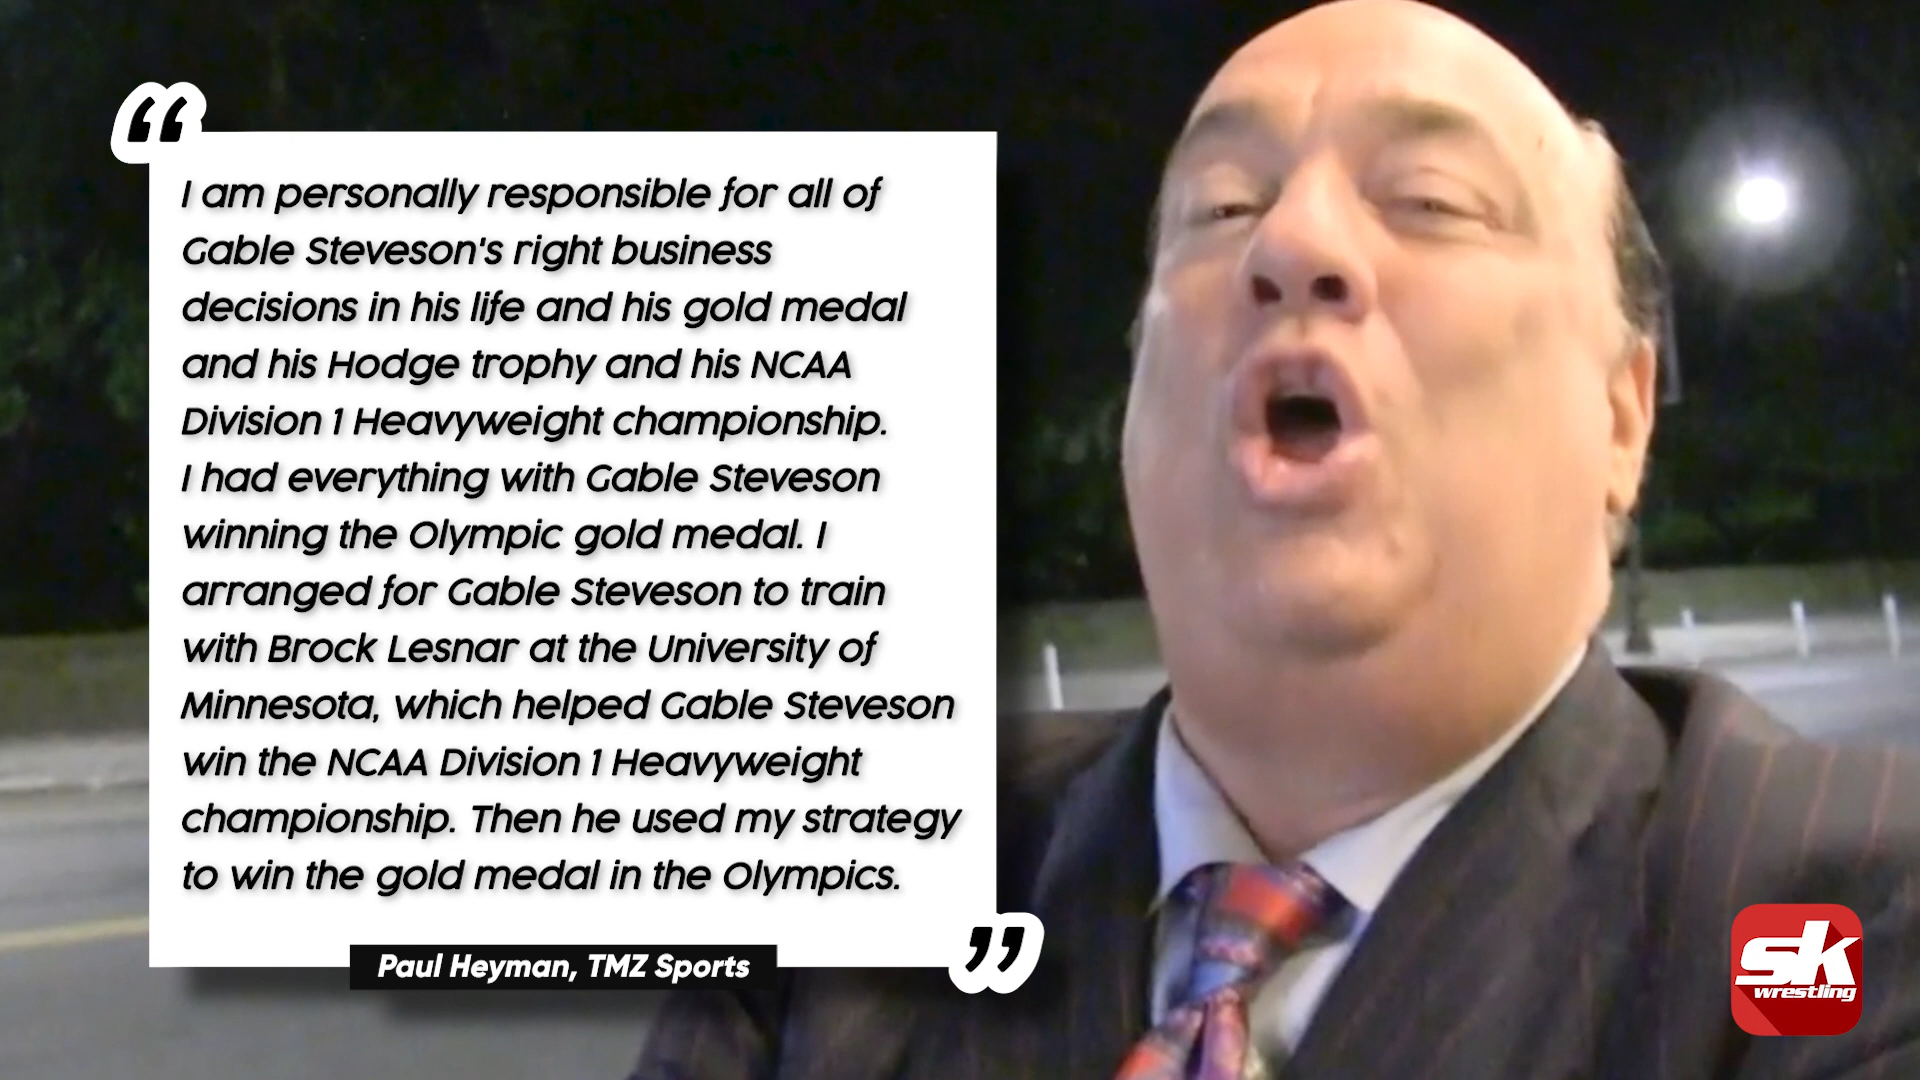 “
I am personally responsible for all of
Gable Steveson's right business
decisions in his life and his gold medal
and his Hodge trophy and his NCAA
Division 1 Heavyweight championship.
I had everything with Gable Steveson
winning the Olympic gold medal. I
arranged for Gable Steveson to train
with Brock Lesnar at the University of
Minnesota, which helped Gable Steveson
win the NCAA Division 1 Heavyweight
championship. Then he used my strategy
to win the gold medal in the Olympics.
”
Paul Heyman, TMZ Sports
sk
wrestling